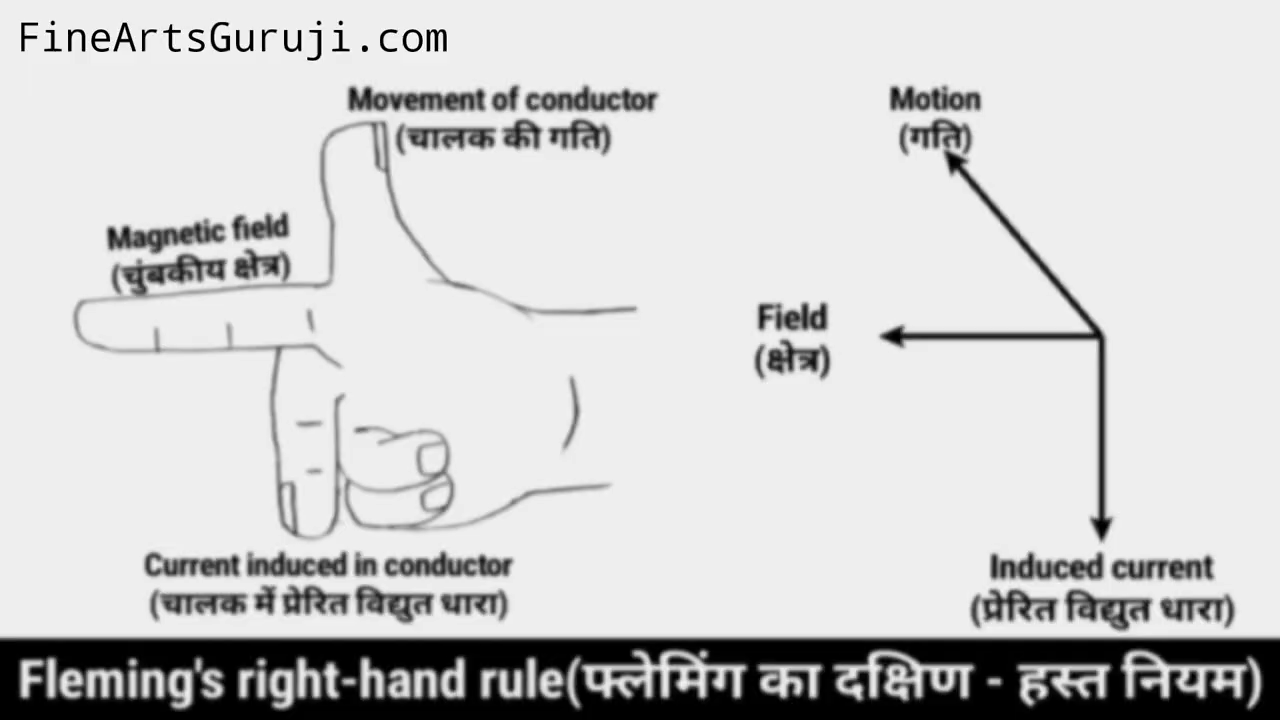 FineArtsGuruji.com
Movement of conductor
(चालक की गति)
Magnetic field
(चुंबकीय क्षेत्र)
Current induced in conductor
(चालक में प्रेरित विद्युत धारा)
Motion
(गति)
Field
(क्षेत्र)
Induced current
(प्रेरित विद्युत धारा)
Fleming's right-hand rule(फ्लेमिंग का दक्षिण - हस्त नियम)